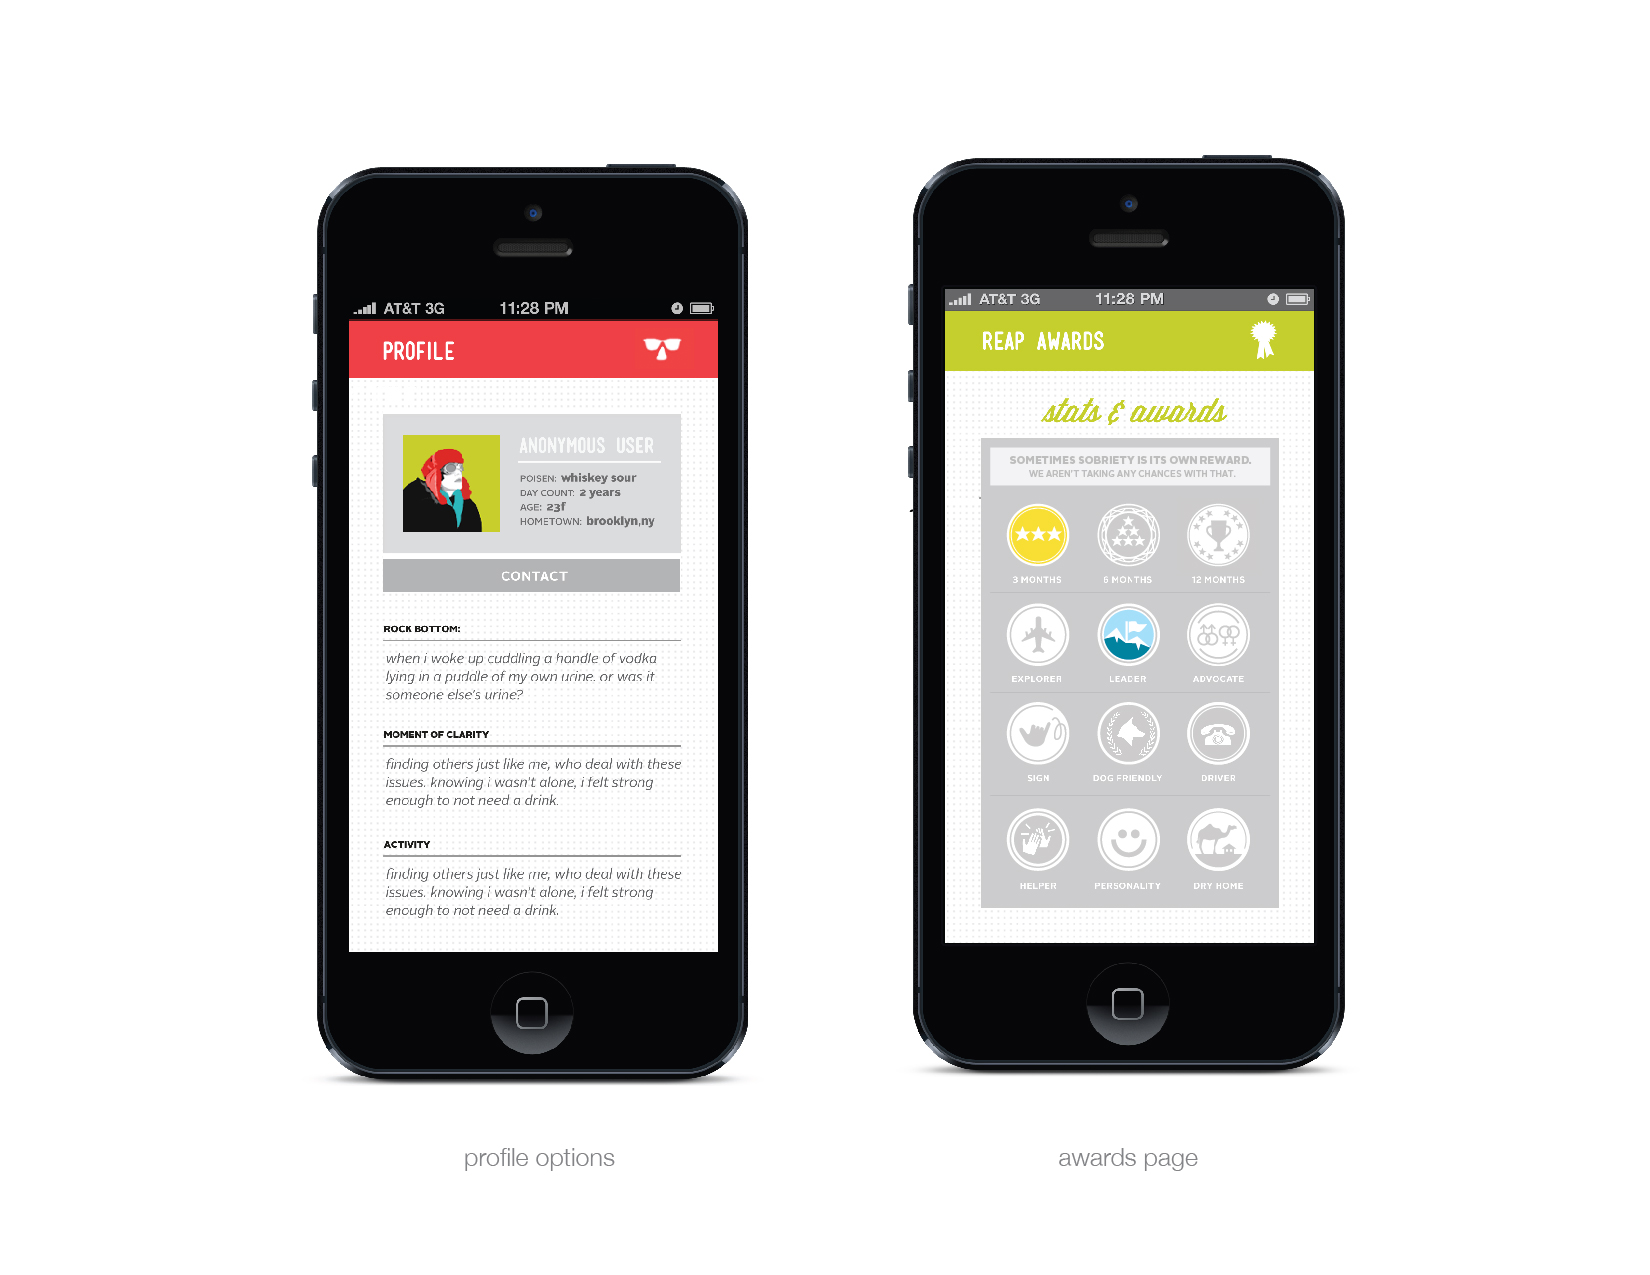 AT&T 3G 11:28 PM
PROFILE
ANONYMOUS USER
POISEN: whiskey sour
DAY COUNT: 2 years
AGE: 23f
HOMETOWN: brooklyn,ny
CONTACT
ROCK BOTTOM:
when i woke up cuddling a handle of vodka
lying in a puddle of my own urine. or was it
someone else's urine?
MOMENT OF CLARITY
finding others just like me, who deal with these
issues. knowing i wasn't alone, i felt strong
enough to not need a drink.
ACTIVITY
finding others just like me, who deal with these
issues. knowing i wasn't alone, i felt strong
enough to not need a drink.
profile options
AT&T 3G 11:28 PM
REAP AWARDS
stats & awards
SOMETIMES SOBRIETY IS ITS OWN REWARD.
WE AREN'T TAKING ANY CHANCES WITH THAT.
3 MONTHS 6 MONTHS 12 MONTHS
EXPLORER LEADER ADVOCATE
SIGN DOG FRIENDLY DRIVER
HELPER PERSONALITY DRY HOME
awards page